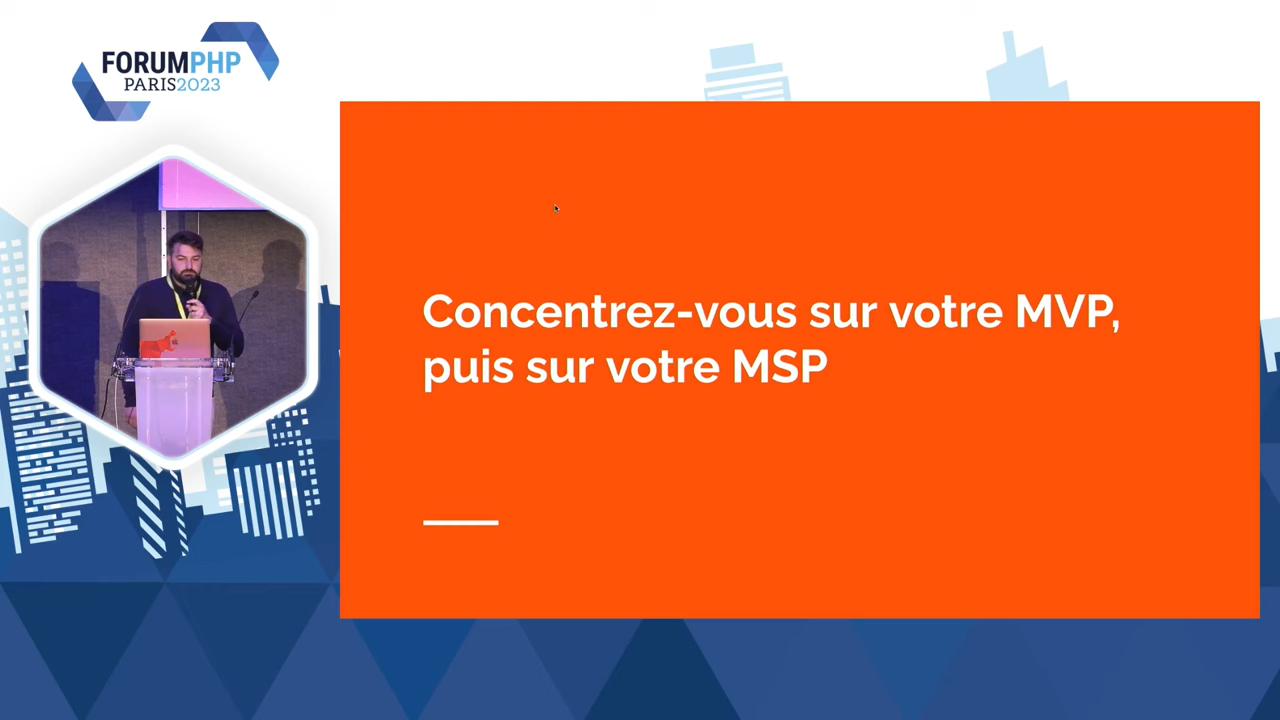 FORUMPHP
PARIS2023
Concentrez-vous sur votre MVP,
puis sur votre MSP